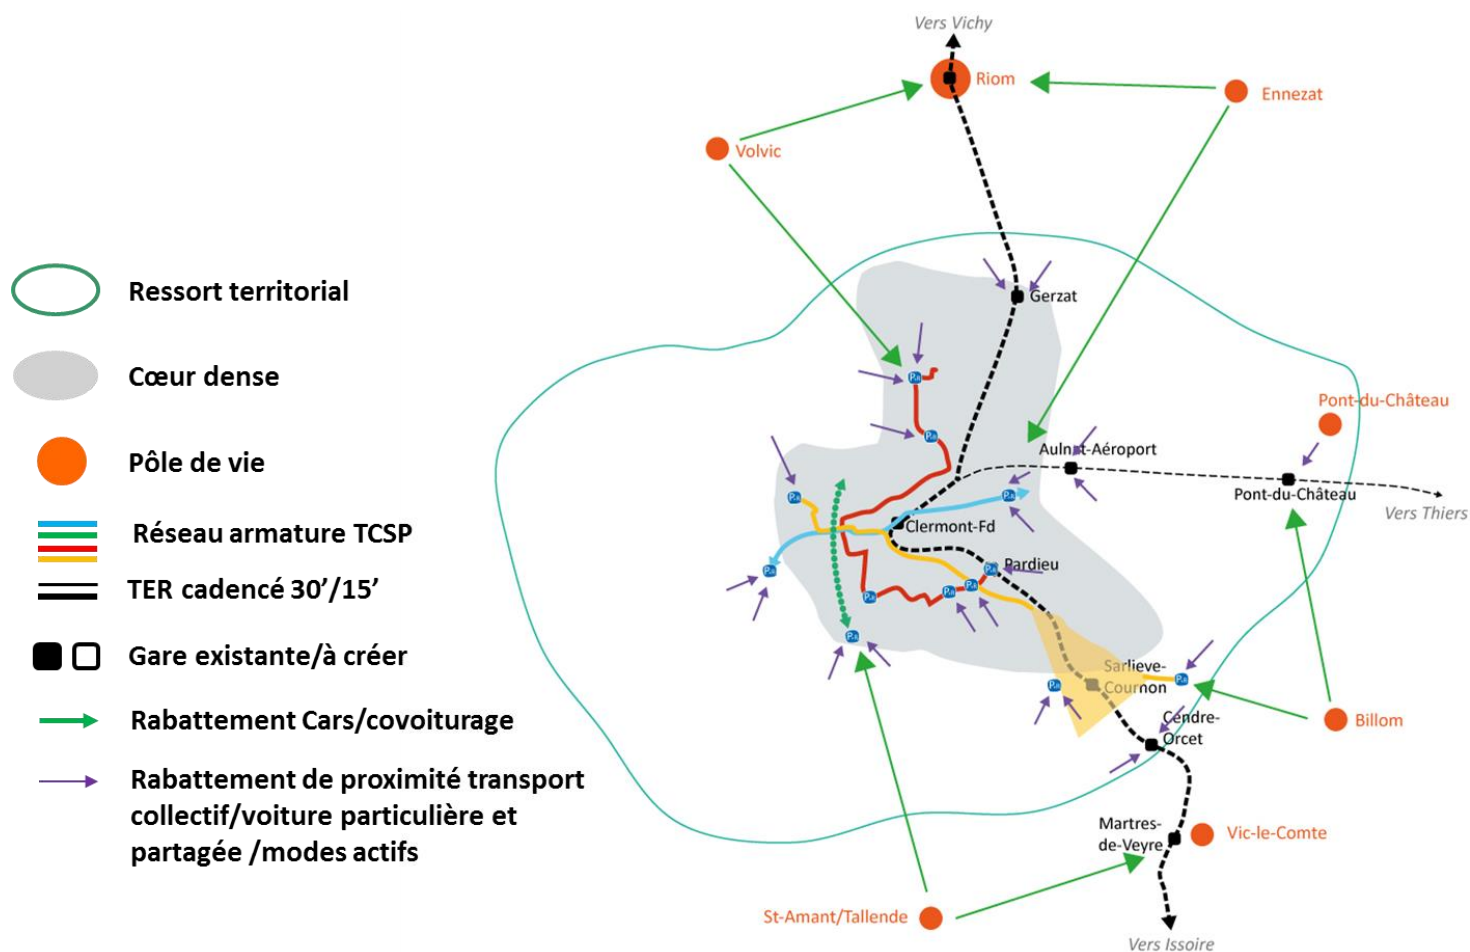 Vers Vichy
Riom
Ennezat
Volvic
Ressort territorial
Gerzat
Cœur dense
P+R
Pont-du-Château
P+R
Pôle de vie
Aulnat-Aéroport
P+R
P+R
Pont-du-Château
Vers Thiers
Réseau armature TCSP
Clermont-Fd
Pardieu
P+R
P+R
TER cadencé 30’/15’
P+R
P+R
P+R
P+R
Gare existante/à créer
Sarlieve-
Cournon
P+R
P+R
Rabattement Cars/covoiturage
Cendre-
Orcet
Billom
Rabattement de proximité transport
collectif/voiture particulière et
partagée /modes actifs
Martres-
de-Veyre
Vic-le-Comte
St-Amant/Tallende
Vers Issoire